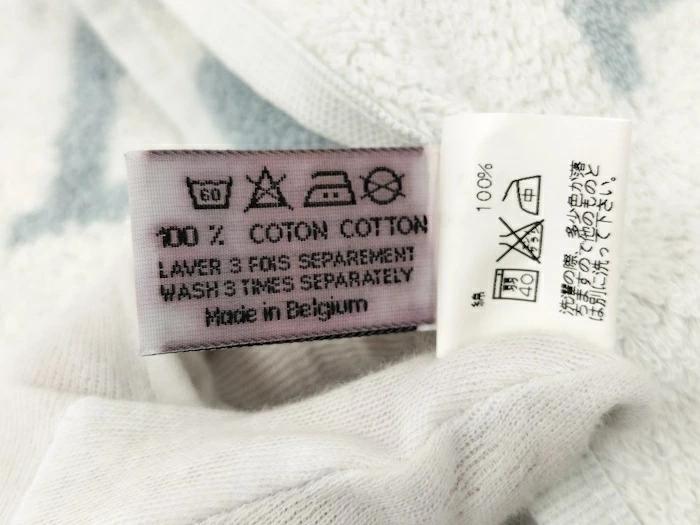 60
100 % COTON COTTON
LAVER 3 FOIS SEPAREMENT
WASH 3 TIMES SEPARATELY
Made in Belgium
綿 100%
40 中
洗濯の際、多少色が落
ちますので他のものと
は別に洗って下さい。